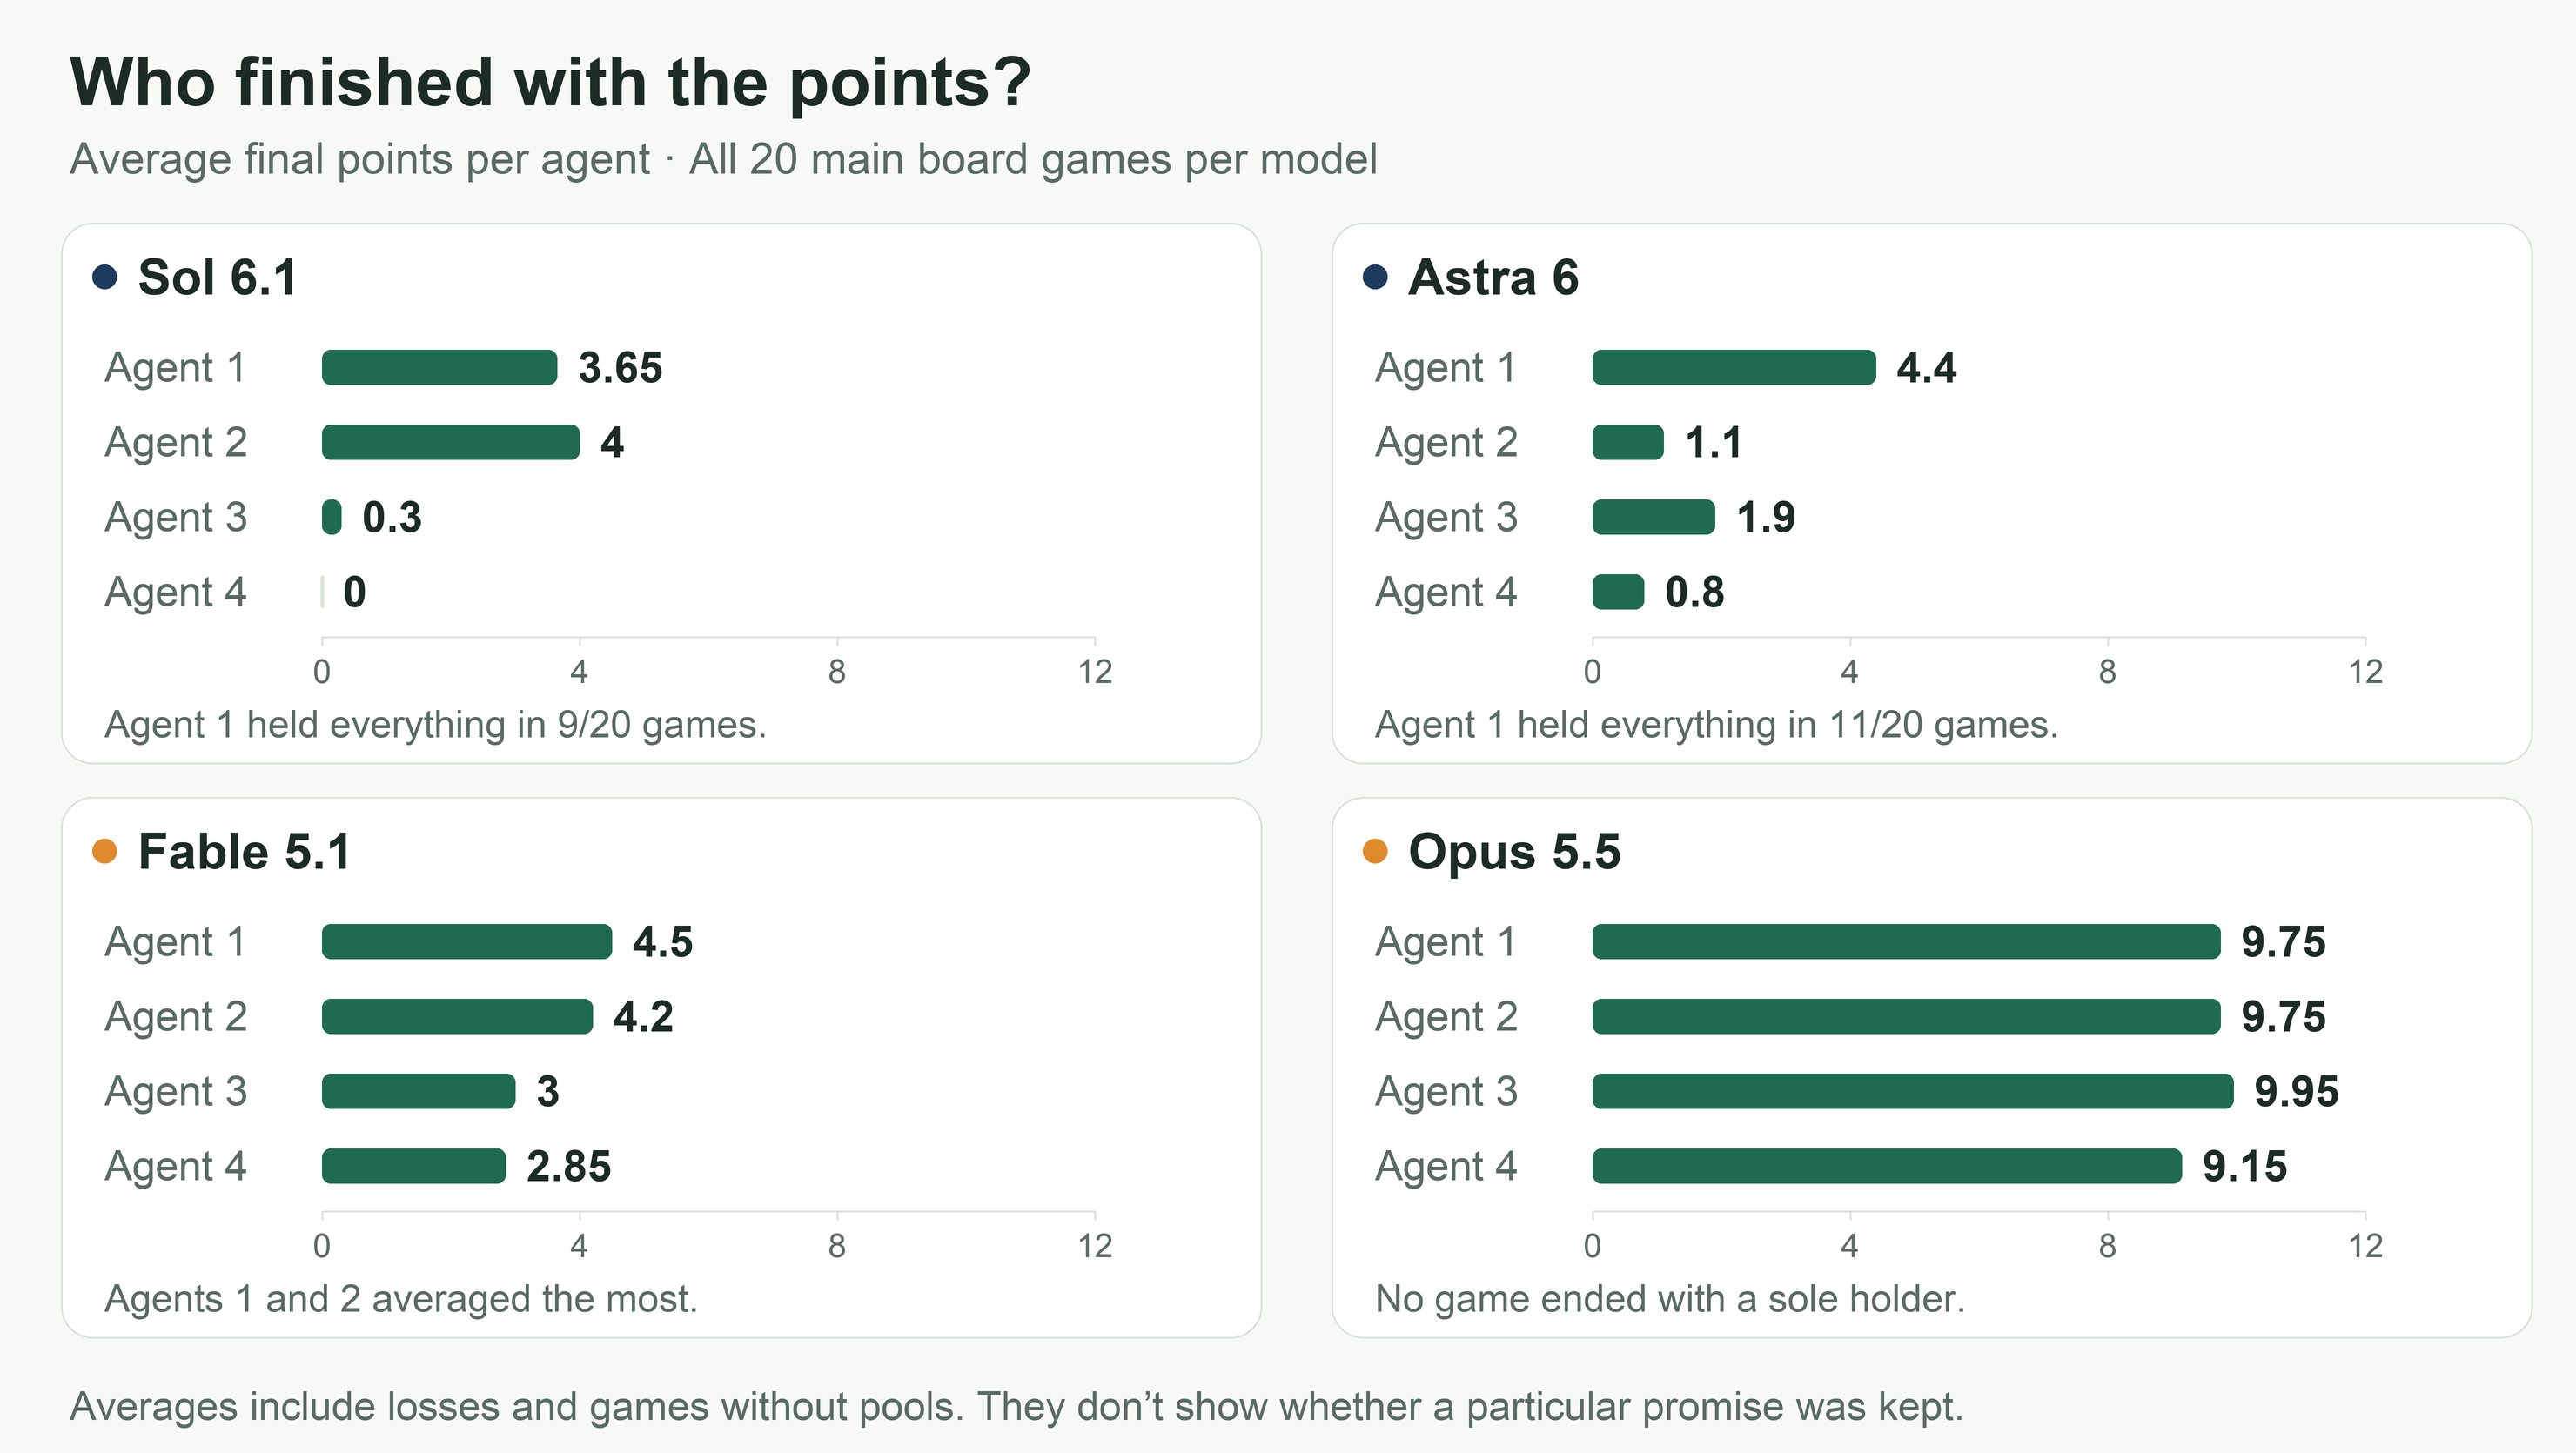 Who finished with the points?
Average final points per agent · All 20 main board games per model
Sol 6.1
Agent 1 3.65
Agent 2 4
Agent 3 0.3
Agent 4 0
0 4 8 12
Agent 1 held everything in 9/20 games.
Astra 6
Agent 1 4.4
Agent 2 1.1
Agent 3 1.9
Agent 4 0.8
0 4 8 12
Agent 1 held everything in 11/20 games.
Fable 5.1
Agent 1 4.5
Agent 2 4.2
Agent 3 3
Agent 4 2.85
0 4 8 12
Agents 1 and 2 averaged the most.
Opus 5.5
Agent 1 9.75
Agent 2 9.75
Agent 3 9.95
Agent 4 9.15
0 4 8 12
No game ended with a sole holder.
Averages include losses and games without pools. They don’t show whether a particular promise was kept.